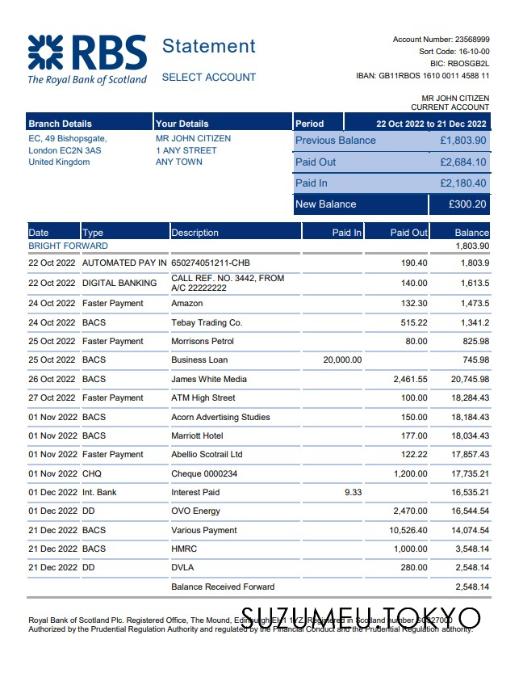 RBS
The Royal Bank of Scotland
Statement
SELECT ACCOUNT
Account Number: 23568999
Sort Code: 16-10-00
BIC: RBOSGB2L
IBAN: GB11RBOS 1610 0011 4588 11
MR JOHN CITIZEN
CURRENT ACCOUNT
Branch Details Your Details Period 22 Oct 2022 to 21 Dec 2022
EC, 49 Bishopsgate, MR JOHN CITIZEN Previous Balance £1,803.90
London EC2N 3AS 1 ANY STREET
United Kingdom ANY TOWN Paid Out £2,684.10
Paid In £2,180.40
New Balance £300.20
Date Type Description Paid In Paid Out Balance
BRIGHT FORWARD 1,803.90
22 Oct 2022 AUTOMATED PAY IN 650274051211-CHB 190.40 1,803.9
22 Oct 2022 DIGITAL BANKING CALL REF. NO. 3442, FROM
A/C 22222222 140.00 1,613.5
24 Oct 2022 Faster Payment Amazon 132.30 1,473.5
24 Oct 2022 BACS Tebay Trading Co. 515.22 1,341.2
25 Oct 2022 Faster Payment Morrisons Petrol 80.00 825.98
25 Oct 2022 BACS Business Loan 20,000.00 745.98
26 Oct 2022 BACS James White Media 2,461.55 20,745.98
27 Oct 2022 Faster Payment ATM High Street 100.00 18,284.43
01 Nov 2022 BACS Acorn Advertising Studies 150.00 18,184.43
01 Nov 2022 BACS Marriott Hotel 177.00 18,034.43
01 Nov 2022 Faster Payment Abellio Scotrail Ltd 122.22 17,857.43
01 Nov 2022 CHQ Cheque 0000234 1,200.00 17,735.21
01 Dec 2022 Int. Bank Interest Paid 9.33 16,535.21
01 Dec 2022 DD OVO Energy 2,470.00 16,544.54
21 Dec 2022 BACS Various Payment 10,526.40 14,074.54
21 Dec 2022 BACS HMRC 1,000.00 3,548.14
21 Dec 2022 DD DVLA 280.00 2,548.14
Balance Received Forward 2,548.14
SUZUMEU.TOKYO
Royal Bank of Scotland Plc. Registered Office, The Mound, Edinburgh EH1 1YZ. Registered in Scotland number
Authorized by the Prudential Regulation Authority and regulated by the Financial Conduct and the Prudential Regulation authority.